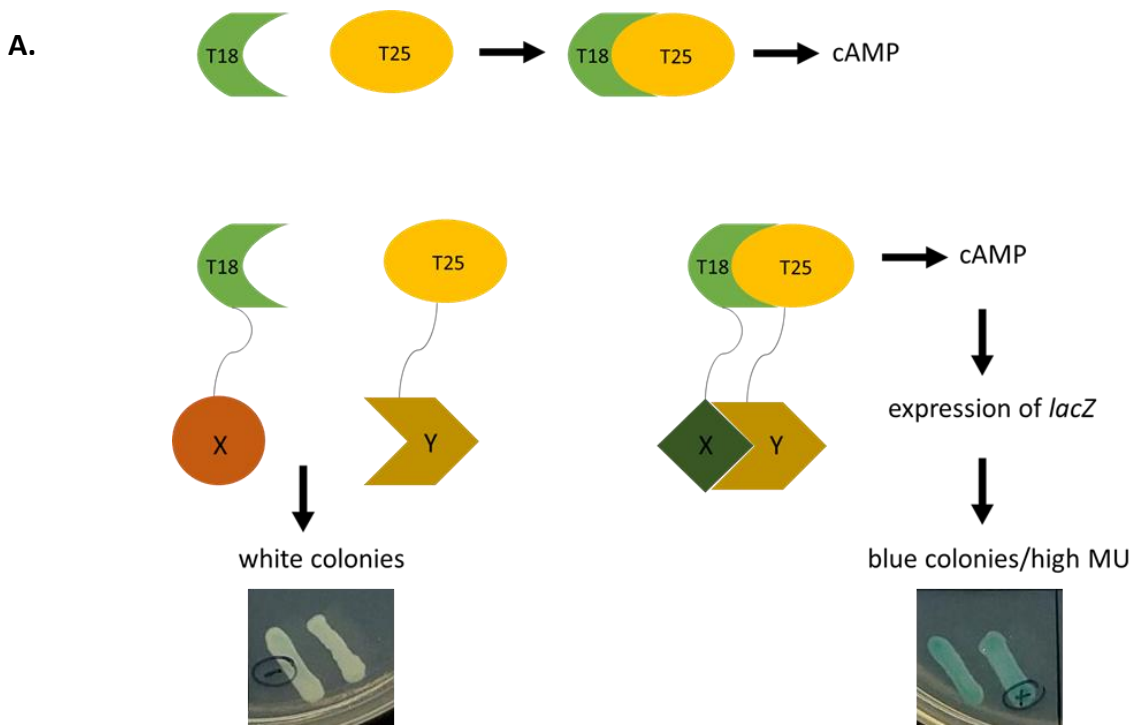 A.
T18 T25 T18 T25 cAMP
T18 T25 T18 T25 cAMP
expression of lacZ
X Y X Y
white colonies blue colonies/high MU
- +